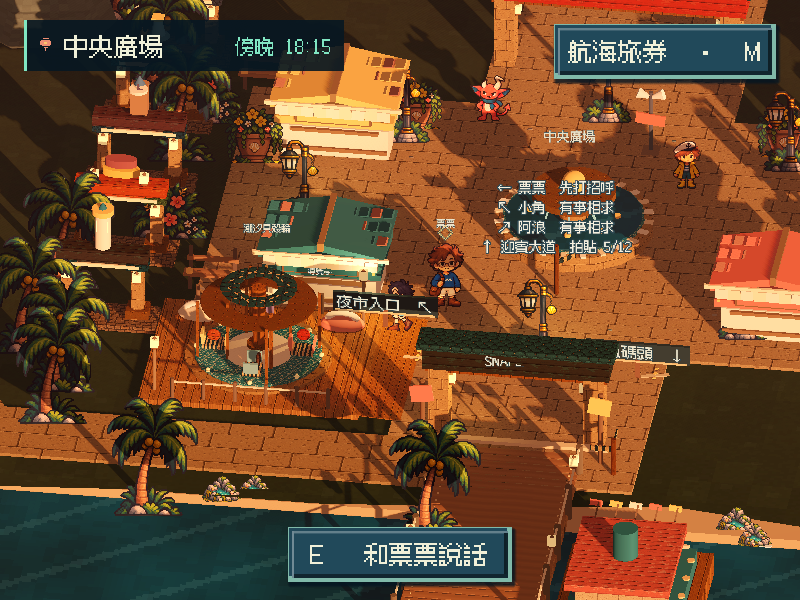 中央廣場 傍晚 18:15
航海旅券 · M
中央廣場
← 票票 先打招呼
↖ 小角 有事相求
↗ 阿浪 有事相求
↑ 迎賓大道 拍貼 5/12
票票
夜市入口 ↖
碼頭 ↓
E 和票票說話